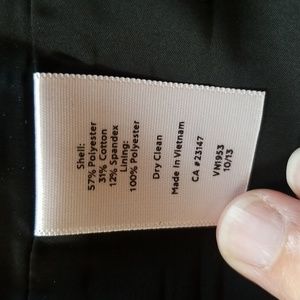 Shell:
57% Polyester
31% Cotton
12% Spandex
Lining:
100% Polyester
Dry Clean
Made in Vietnam
CA #23147
VN1953
10/13